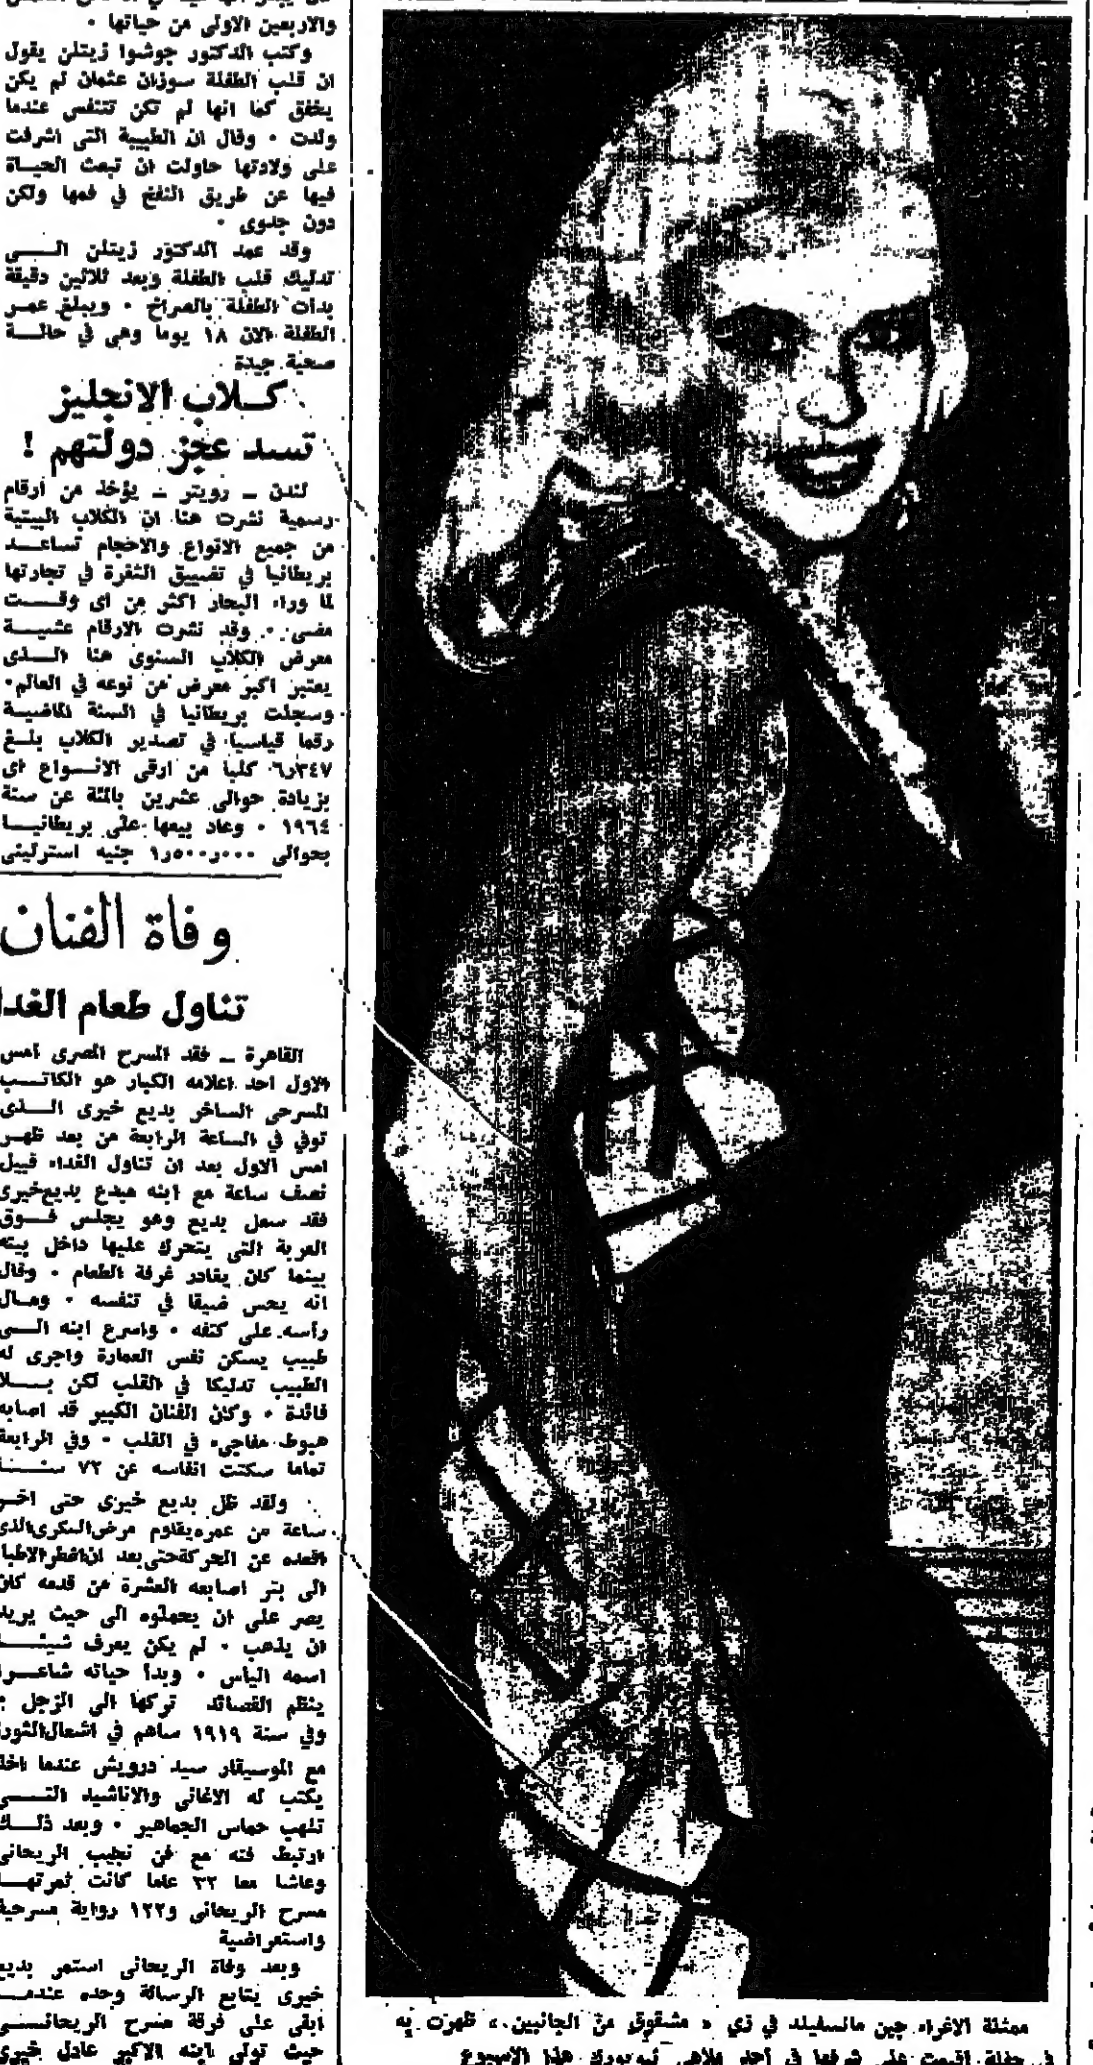 والاربعين الاولى من حياتها
وكتب الدكتور جوشوا زيتلن يقول
ان قلب الطفلة سوزان عثمان لم يكن
يخفق كما انها لم تكن تتنفس عندما
ولدت . وقال ان الطبيبة التى اشرفت
على ولادتها حاولت ان تبعث الحياة
فيها عن طريق النفخ في فمها ولكن
دون جدوى .
وقد عمد الدكتور زيتلن الى
تدليك قلب الطفلة وبعد ثلاثين دقيقة
بدات الطفلة بالصراخ . ويبلغ عمر
الطفلة الان ١٨ يوما وهى في حالة
صحية جيدة
كلاب الانجليز
تسد عجز دولتهم !
لندن ــ رويتر ــ يؤخذ من ارقام
رسمية نشرت هنا ان الكلاب البيتية
من جميع الانواع والاحجام تساعد
بريطانيا في تضييق الثغرة في تجارتها
لما وراء البحار اكثر من اى وقت
مضى . وقد نشرت الارقام عشية
معرض الكلاب السنوى هنا الذى
يعتبر اكبر معرض من نوعه في العالم.
وسجلت بريطانيا في السنة الماضية
رقما قياسيا في تصدير الكلاب بلغ
٦٫٣٤٧ كلبا من ارقى الانواع اى
بزيادة حوالى عشرين بالمئة عن سنة
١٩٦٤ . وعاد بيعها على بريطانيا
بحوالى ١٫٥٠٠٫٠٠٠ جنيه استرلينى
وفاة الفنان
تناول طعام الغدا
القاهرة ــ فقد المسرح المصرى امس
الاول احد اعلامه الكبار هو الكاتب
المسرحى الساخر بديع خيرى الذى
توفي في الساعة الرابعة من بعد ظهر
امس الاول بعد ان تناول الغداء قبيل
نصف ساعة مع ابنه مبدع بديع خيرى
فقد سعل بديع وهو يجلس فوق
العربة التى يتحرك عليها داخل بيته
بينما كان يغادر غرفة الطعام . وقال
انه يحس ضيقا في تنفسه . ومال
رأسه على كتفه . واسرع ابنه الى
طبيب يسكن نفس العمارة واجرى له
الطبيب تدليكا في القلب لكن بلا
فائدة . وكان الفنان الكبير قد اصابه
هبوط مفاجىء في القلب . وفي الرابعة
تماما سكتت انفاسه عن ٧٢
ولقد ظل بديع خيرى حتى اخر
ساعة من عمره يقاوم مرض السكرى الذى
اقعده عن الحركة حتى بعد ان اضطر الاطبا
الى بتر اصابعه العشرة من قدمه كان
يصر على ان يحملوه الى حيث يريد
ان يذهب . لم يكن يعرف شيئا
اسمه الياس . وبدا حياته شاعرا
ينظم القصائد تركها الى الزجل :
وفي سنة ١٩١٩ ساهم في اشعال الثورة
مع الموسيقار سيد درويش عندما اخذ
يكتب له الاغانى والاناشيد التى
تلهب حماس الجماهير . وبعد ذلك
ارتبط فنه مع فن نجيب الريحانى
وعاشا معا ٣٢ عاما كانت ثمرتها
مسرح الريحانى و١٢٢ رواية مسرحية
واستعراضية
وبعد وفاة الريحانى استمر بديع
خيرى يتابع الرسالة وحده عندما
ابقى على فرقة مسرح الريحانى
حيث تولى ابنه الاكبر عادل خيرى
ممثلة الاغراء جين مانسفيلد في زي « مشقوق من الجانبين » ظهرت به
في حفلة اقيمت على شرفها في أحد ملاهى نيويورك هذا الاسبوع